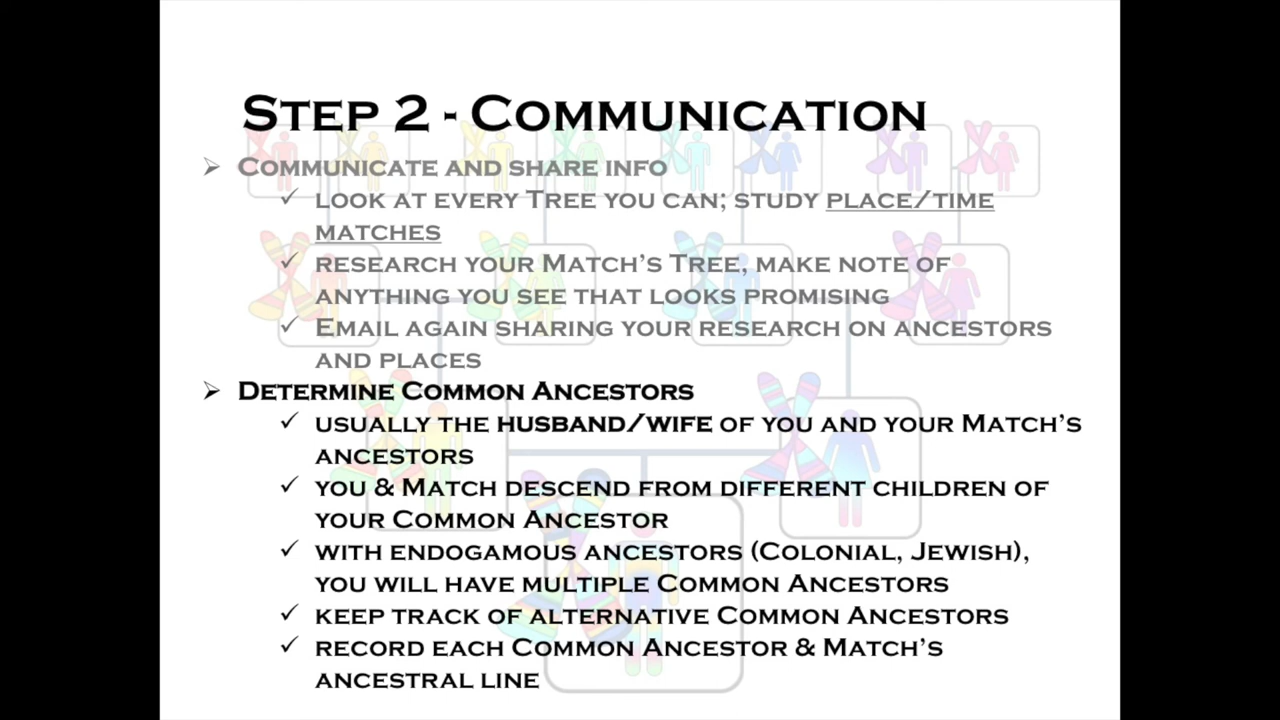 Step 2 - Communication
➢ Communicate and share info
✓ look at every Tree you can; study place/time
matches
✓ research your Match's Tree, make note of
anything you see that looks promising
✓ Email again sharing your research on ancestors
and places
➢ Determine Common Ancestors
✓ usually the husband/wife of you and your Match's
ancestors
✓ you & Match descend from different children of
your Common Ancestor
✓ with endogamous ancestors (Colonial, Jewish),
you will have multiple Common Ancestors
✓ keep track of alternative Common Ancestors
✓ record each Common Ancestor & Match's
ancestral line